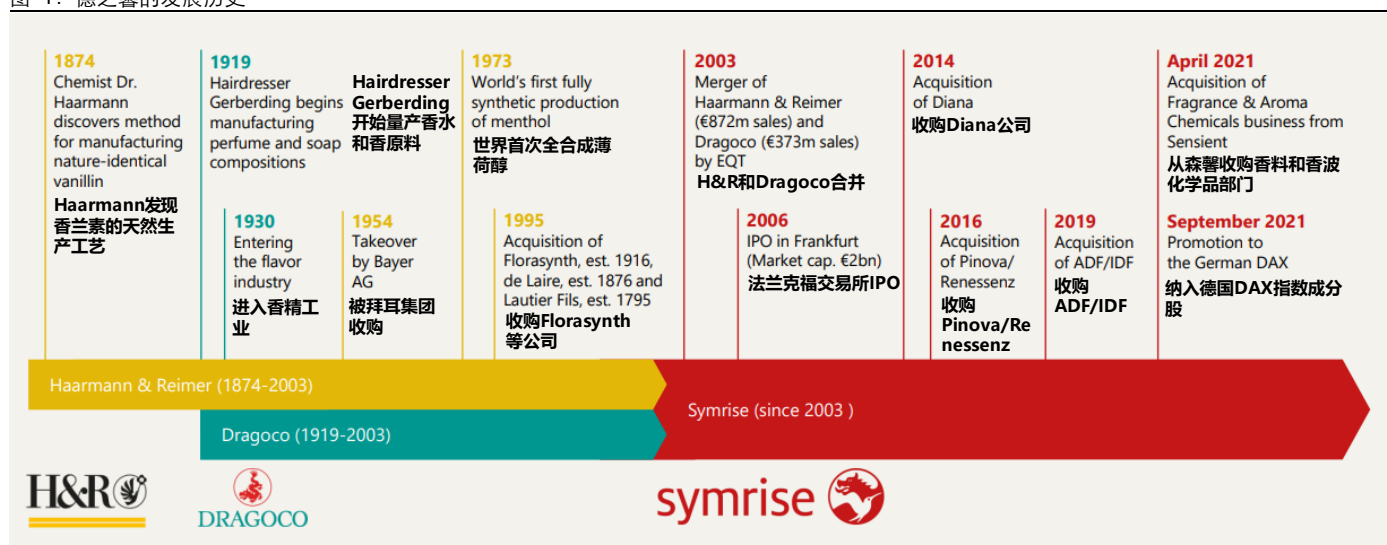 图 1：德之馨的发展历史
1874
Chemist Dr.
Haarmann
discovers method
for manufacturing
nature-identical
vanillin
Haarmann发现
香兰素的天然生
产工艺
1919
Hairdresser
Gerberding begins
manufacturing
perfume and soap
compositions
Hairdresser
Gerberding
开始量产香水
和香原料
1930
Entering
the flavor
industry
进入香精工
业
1954
Takeover
by Bayer
AG
被拜耳集团
收购
1973
World's first fully
synthetic production
of menthol
世界首次全合成薄
荷醇
1995
Acquisition of
Florasynth, est. 1916,
de Laire, est. 1876 and
Lautier Fils, est. 1795
收购Florasynth
等公司
2003
Merger of
Haarmann & Reimer
(€872m sales) and
Dragoco (€373m sales)
by EQT
H&R和Dragoco合并
2006
IPO in Frankfurt
(Market cap. €2bn)
法兰克福交易所IPO
2014
Acquisition
of Diana
收购Diana公司
2016
Acquisition
of Pinova/
Renessenz
收购
Pinova/Re
nessenz
2019
Acquisition
of ADF/IDF
收购
ADF/IDF
April 2021
Acquisition of
Fragrance & Aroma
Chemicals business from
Sensient
从森馨收购香料和香波
化学品部门
September 2021
Promotion to
the German DAX
纳入德国DAX指数成分
股
Haarmann & Reimer (1874-2003)
Dragoco (1919-2003)
Symrise (since 2003 )
H&R
DRAGOCO
symrise